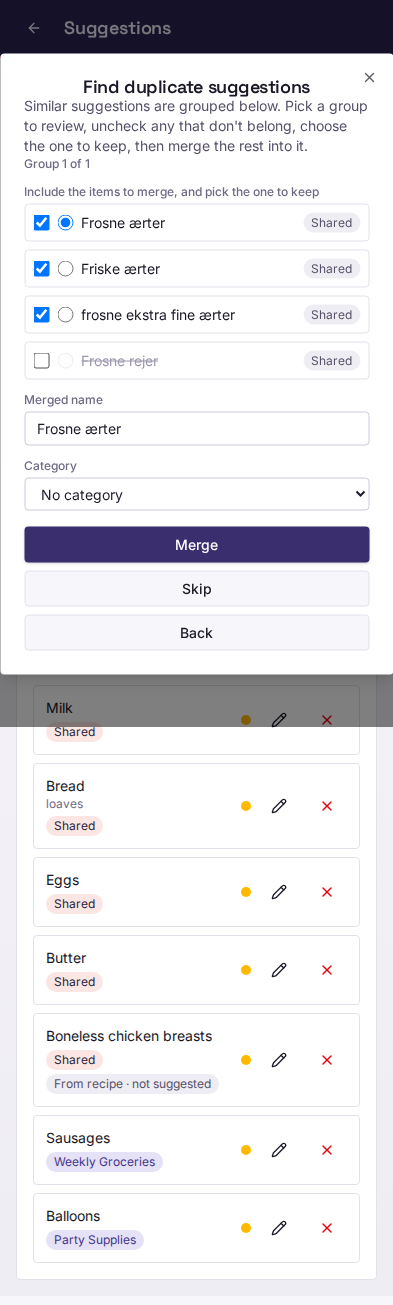 Suggestions
Find duplicate suggestions
Similar suggestions are grouped below. Pick a group
to review, uncheck any that don't belong, choose
the one to keep, then merge the rest into it.
Group 1 of 1
Include the items to merge, and pick the one to keep
Frosne ærter Shared
Friske ærter Shared
frosne ekstra fine ærter Shared
Frosne rejer Shared
Merged name
Frosne ærter
Category
No category
Merge
Skip
Back
Milk
Shared
Bread
loaves
Shared
Eggs
Shared
Butter
Shared
Boneless chicken breasts
Shared
From recipe · not suggested
Sausages
Weekly Groceries
Balloons
Party Supplies